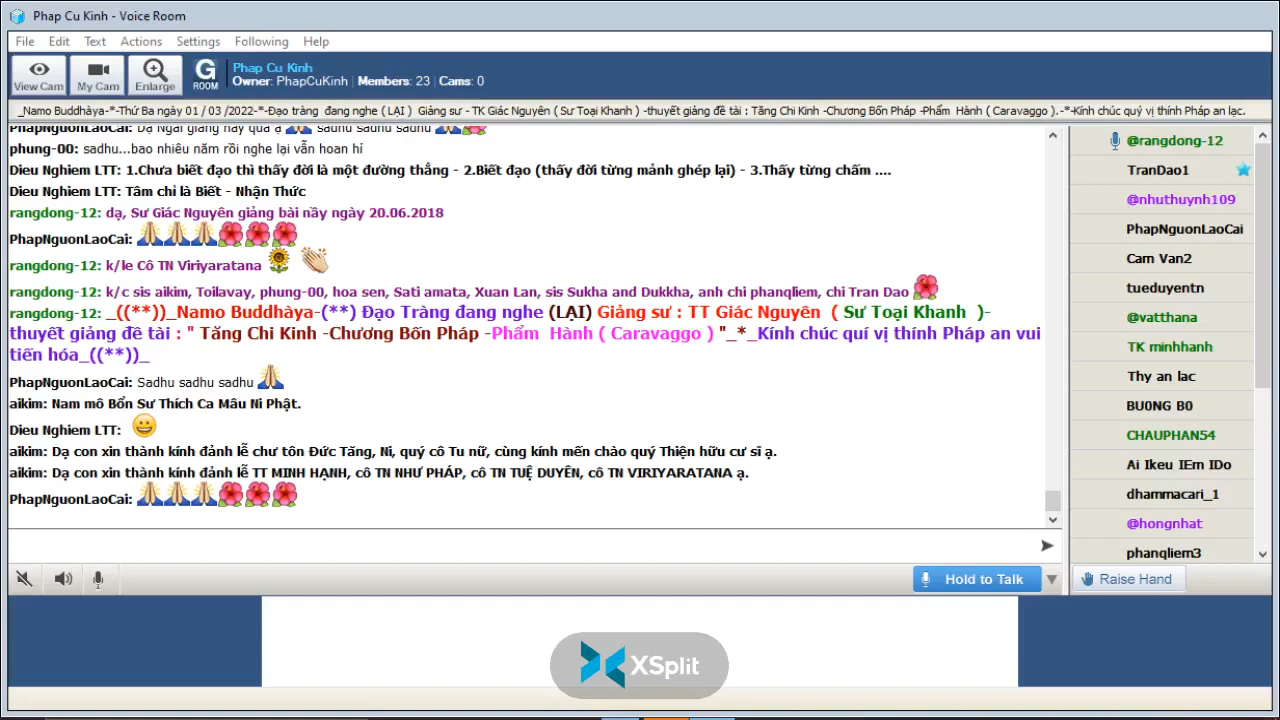 Phap Cu Kinh - Voice Room
File Edit Text Actions Settings Following Help
View Cam My Cam Enlarge G ROOM
Phap Cu Kinh
Owner: PhapCuKinh | Members: 23 | Cams: 0
_Namo Buddhàya-*-Thứ Ba ngày 01 / 03 /2022-*-Đạo tràng đang nghe ( LẠI ) Giảng sư - TK Giác Nguyên ( Sư Toại Khanh ) -thuyết giảng đề tài : Tăng Chi Kinh -Chương Bốn Pháp -Phẩm Hành ( Caravaggo ). -*-Kính chúc quý vị thính Pháp an lạc.
PhapNguonLaoCai: Dạ Ngài giảng hay quá ạ sadhu sadhu sadhu
phung-00: sadhu...bao nhiêu năm rồi nghe lại vẫn hoan hí
Dieu Nghiem LTT: 1.Chưa biết đạo thì thấy đời là một đường thẳng - 2.Biết đạo (thấy đời từng mảnh ghép lại) - 3.Thấy từng chấm ....
Dieu Nghiem LTT: Tâm chỉ là Biết - Nhận Thức
rangdong-12: dạ, Sư Giác Nguyên giảng bài nầy ngày 20.06.2018
PhapNguonLaoCai:
rangdong-12: k/le Cô TN Viriyaratana
rangdong-12: k/c sis aikim, Toilavay, phung-00, hoa sen, Sati amata, Xuan Lan, sis Sukha and Dukkha, anh chi phanqliem, chi Tran Dao
rangdong-12: _((**))_Namo Buddhàya-(**) Đạo Tràng đang nghe (LẠI) Giảng sư : TT Giác Nguyên ( Sư Toại Khanh )-
thuyết giảng đề tài : " Tăng Chi Kinh -Chương Bốn Pháp -Phẩm Hành ( Caravaggo ) "_*_Kính chúc quí vị thính Pháp an vui
tiến hóa_((**))_
PhapNguonLaoCai: Sadhu sadhu sadhu
aikim: Nam mô Bổn Sư Thích Ca Mâu Ni Phật.
Dieu Nghiem LTT:
aikim: Dạ con xin thành kính đảnh lễ chư tôn Đức Tăng, Ni, quý cô Tu nữ, cùng kính mến chào quý Thiện hữu cư sĩ ạ.
aikim: Dạ con xin thành kính đảnh lễ TT MINH HẠNH, cô TN NHƯ PHÁP, cô TN TUỆ DUYÊN, cô TN VIRIYARATANA ạ.
PhapNguonLaoCai:
@rangdong-12
TranDao1
@nhuthuynh109
PhapNguonLaoCai
Cam Van2
tueduyentn
@vatthana
TK minhhanh
Thy an lac
BU0NG B0
CHAUPHAN54
Ai Ikeu IEm IDo
dhammacari_1
@hongnhat
phanqliem3
Hold to Talk
Raise Hand
XSplit